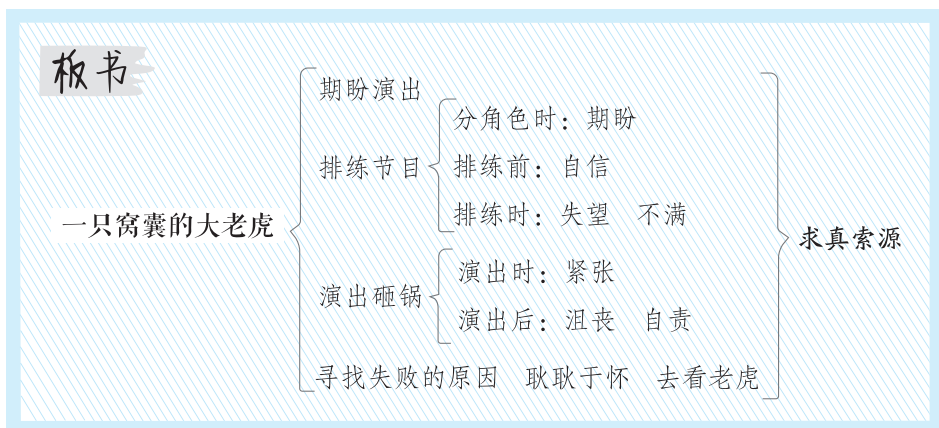 板书
期盼演出
分角色时：期盼
排练节目
排练前：自信
排练时：失望 不满
一只窝囊的大老虎
求真索源
演出时：紧张
演出砸锅
演出后：沮丧 自责
寻找失败的原因 耿耿于怀 去看老虎